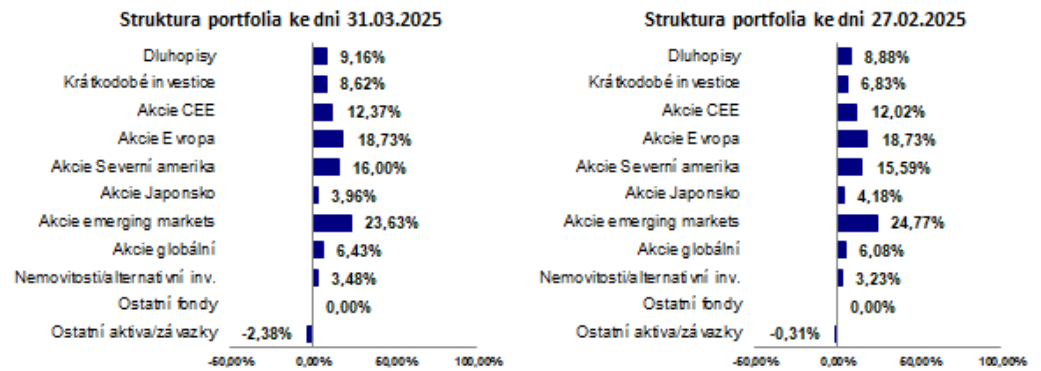 Struktura portfolia ke dni 31.03.2025
Dluhopisy 9,16%
Krátkodobé investice 8,62%
Akcie CEE 12,37%
Akcie Evropa 18,73%
Akcie Severní amerika 16,00%
Akcie Japonsko 3,96%
Akcie emerging markets 23,63%
Akcie globální 6,43%
Nemovitosti/alternativní inv. 3,48%
Ostatní fondy 0,00%
Ostatní aktiva/závazky -2,38%
-50,00% 0,00% 50,00% 100,00%
Struktura portfolia ke dni 27.02.2025
Dluhopisy 8,88%
Krátkodobé investice 6,83%
Akcie CEE 12,02%
Akcie Evropa 18,73%
Akcie Severní amerika 15,59%
Akcie Japonsko 4,18%
Akcie emerging markets 24,77%
Akcie globální 6,08%
Nemovitosti/alternativní inv. 3,23%
Ostatní fondy 0,00%
Ostatní aktiva/závazky -0,31%
-50,00% 0,00% 50,00% 100,00%